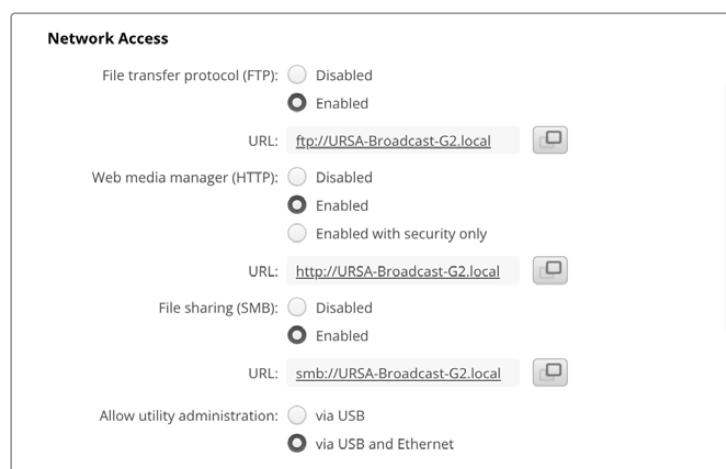 Network Access
File transfer protocol (FTP): Disabled
Enabled
URL: ftp://URSA-Broadcast-G2.local
Web media manager (HTTP): Disabled
Enabled
Enabled with security only
URL: http://URSA-Broadcast-G2.local
File sharing (SMB): Disabled
Enabled
URL: smb://URSA-Broadcast-G2.local
Allow utility administration: via USB
via USB and Ethernet